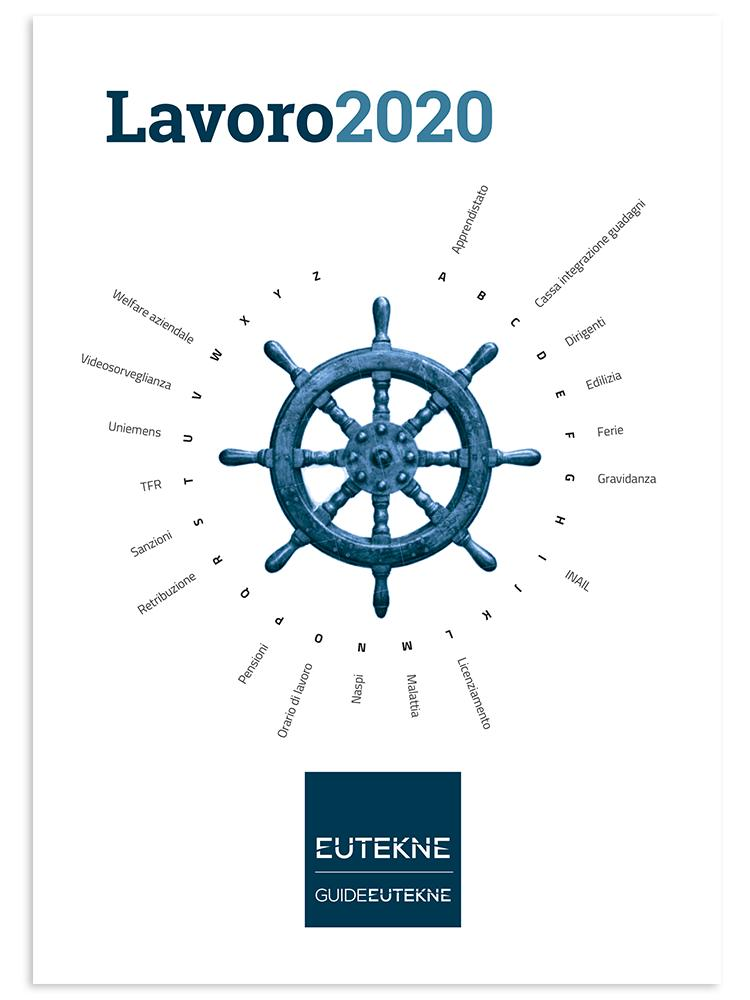 Lavoro2020
Apprendistato
Cassa integrazione guadagni
Dirigenti
Edilizia
Ferie
Gravidanza
INAIL
Licenziamento
Malattia
Naspi
Orario di lavoro
Pensioni
Retribuzione
Sanzioni
TFR
Uniemens
Videosorveglianza
Welfare aziendale
A
B
C
D
E
F
G
H
I
J
K
L
M
N
O
P
Q
R
S
T
U
V
W
X
Y
Z
EUTEKNE
GUIDEEUTEKNE